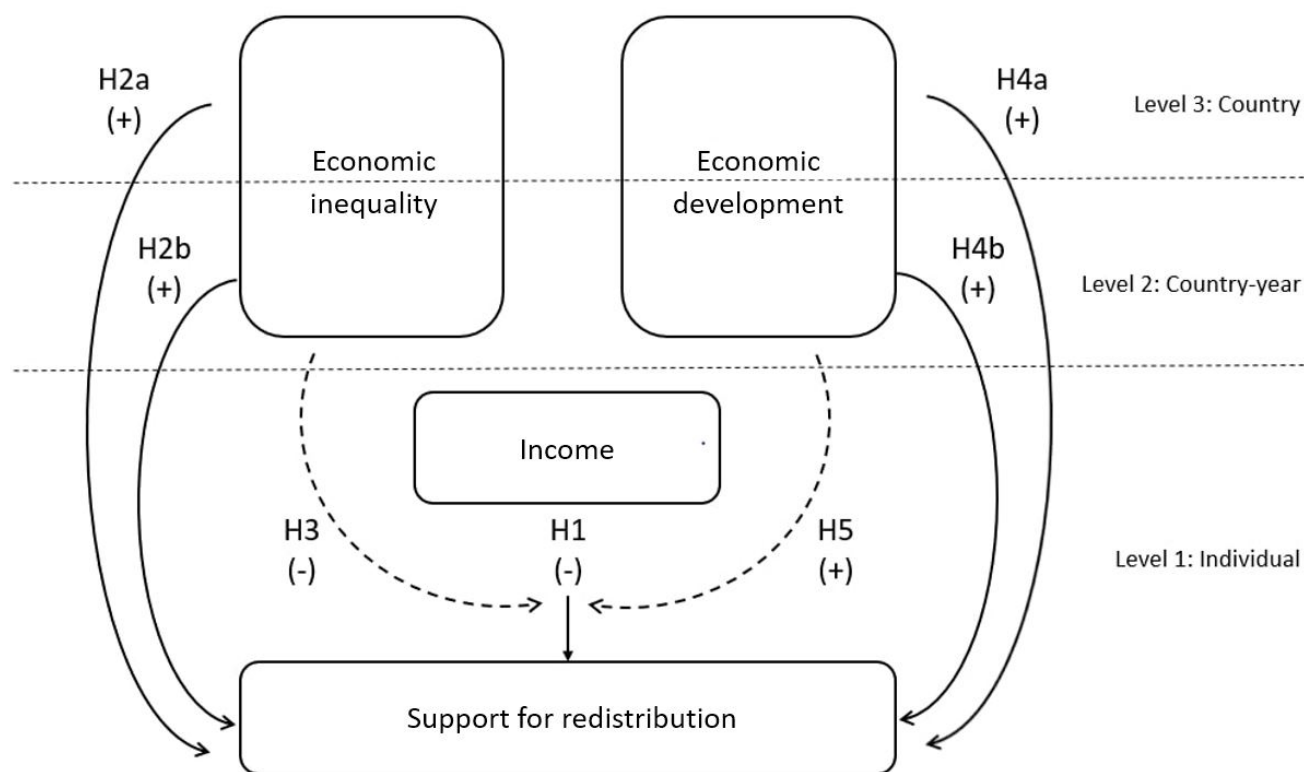 H2a
(+)
H4a
(+)
Level 3: Country
Economic
inequality
Economic
development
H2b
(+)
H4b
(+)
Level 2: Country-year
Income
H3
(-)
H1
(-)
H5
(+)
Level 1: Individual
Support for redistribution